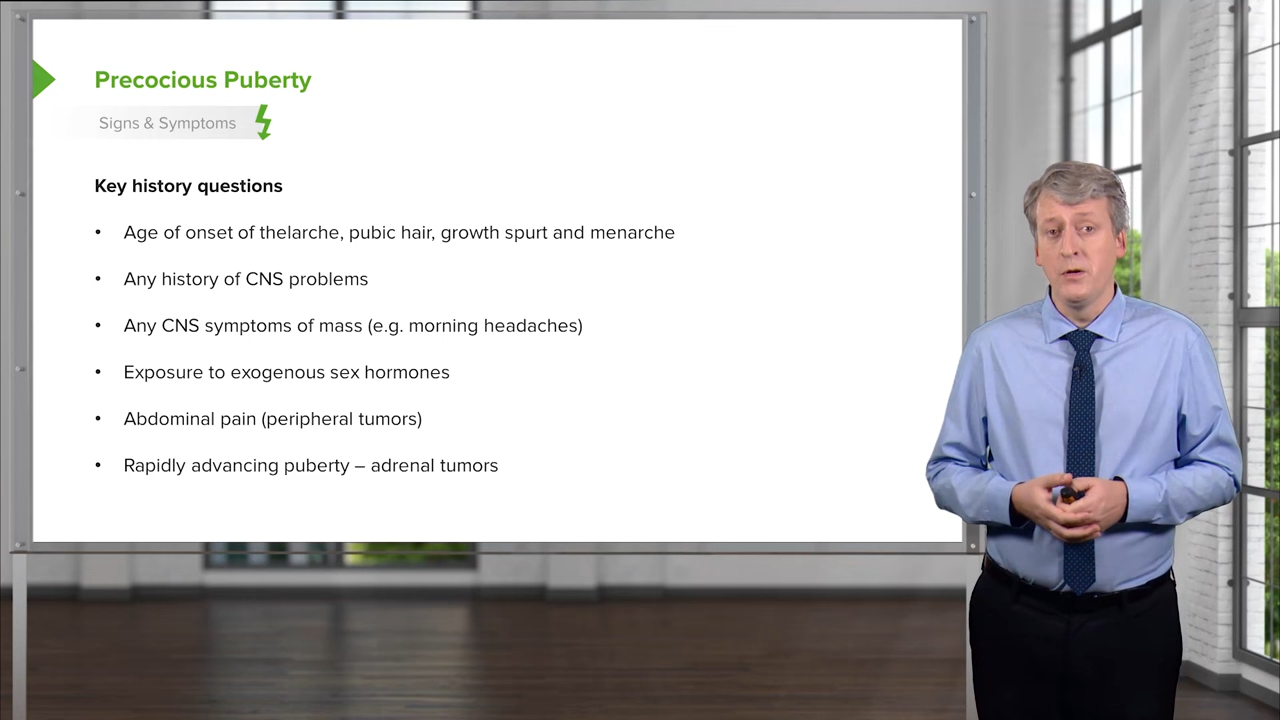 Precocious Puberty
Signs & Symptoms
Key history questions
• Age of onset of thelarche, pubic hair, growth spurt and menarche
• Any history of CNS problems
• Any CNS symptoms of mass (e.g. morning headaches)
• Exposure to exogenous sex hormones
• Abdominal pain (peripheral tumors)
• Rapidly advancing puberty – adrenal tumors